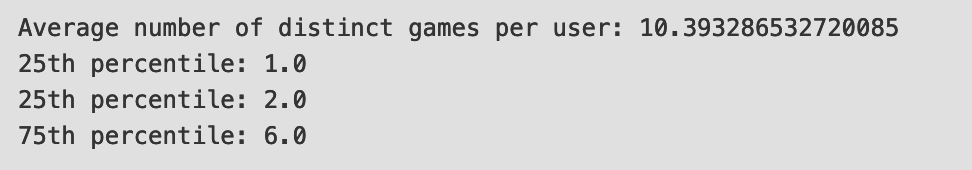 Average number of distinct games per user: 10.393286532720085
25th percentile: 1.0
25th percentile: 2.0
75th percentile: 6.0